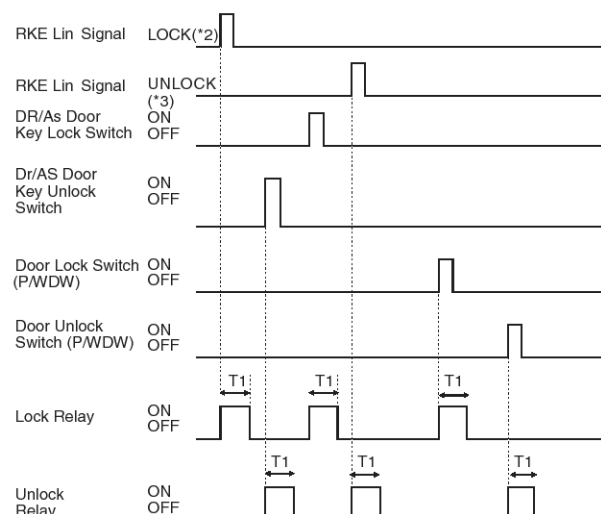 RKE Lin Signal LOCK(*2)
RKE Lin Signal UNLOCK
(*3)
DR/As Door ON
Key Lock Switch OFF
Dr/AS Door
Key Unlock ON
Switch OFF
Door Lock Switch ON
(P/WDW) OFF
Door Unlock ON
Switch (P/WDW) OFF
T1 T1 T1
Lock Relay ON
OFF
T1 T1 T1
Unlock ON
Relay OFF